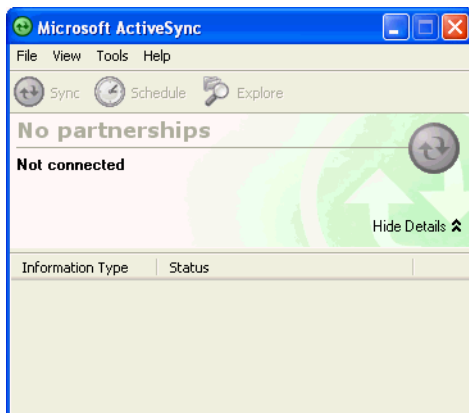 Microsoft ActiveSync
File View Tools Help
Sync Schedule Explore
No partnerships
Not connected
Hide Details
Information Type Status